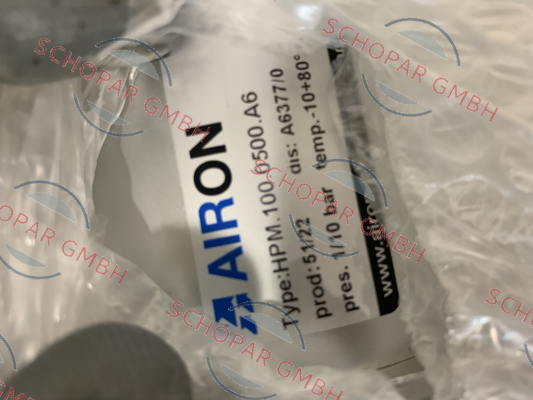 AIRON
Type:HPM.100.0500.A6
prod: 51/22 dis: A6377/0
pres. 1/10 bar temp.-10+80°
SCHOPAR GMBH
SCHOPAR GMBH
SCHOPAR GMBH
SCHOPAR GMBH
SCHOPAR GMBH